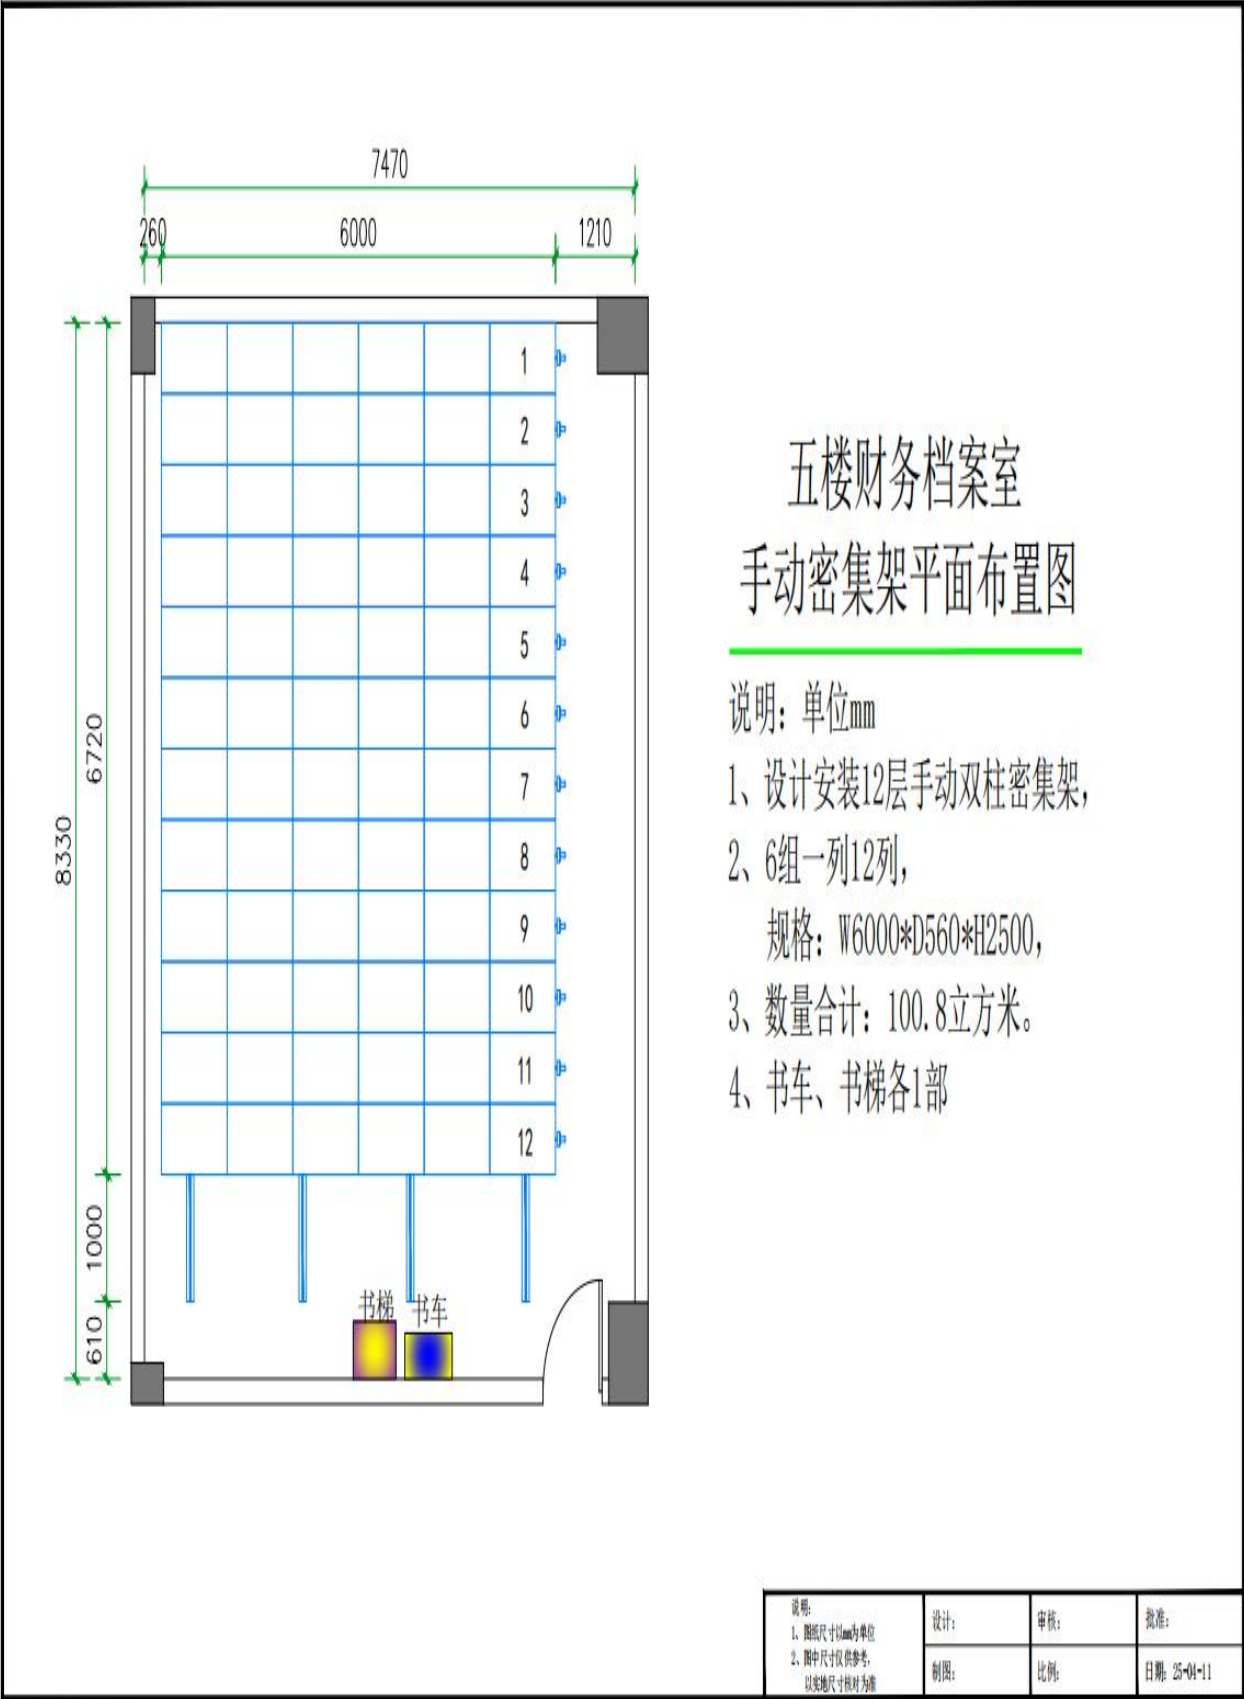 7470
260
6000
1210
1
2
3
4
5
6
7
8
9
10
11
12
6720
8330
1000
610
书梯
书车
五楼财务档案室
手动密集架平面布置图
说明：单位mm
1、设计安装12层手动双柱密集架，
2、6组一列12列，
规格：W6000*D560*H2500，
3、数量合计：100.8立方米。
4、书车、书梯各1部
说明：
1、图纸尺寸以mm为单位
2、图中尺寸仅供参考，
以实地尺寸核对为准
设计：
审核：
批准：
制图：
比例：
日期：25-04-11